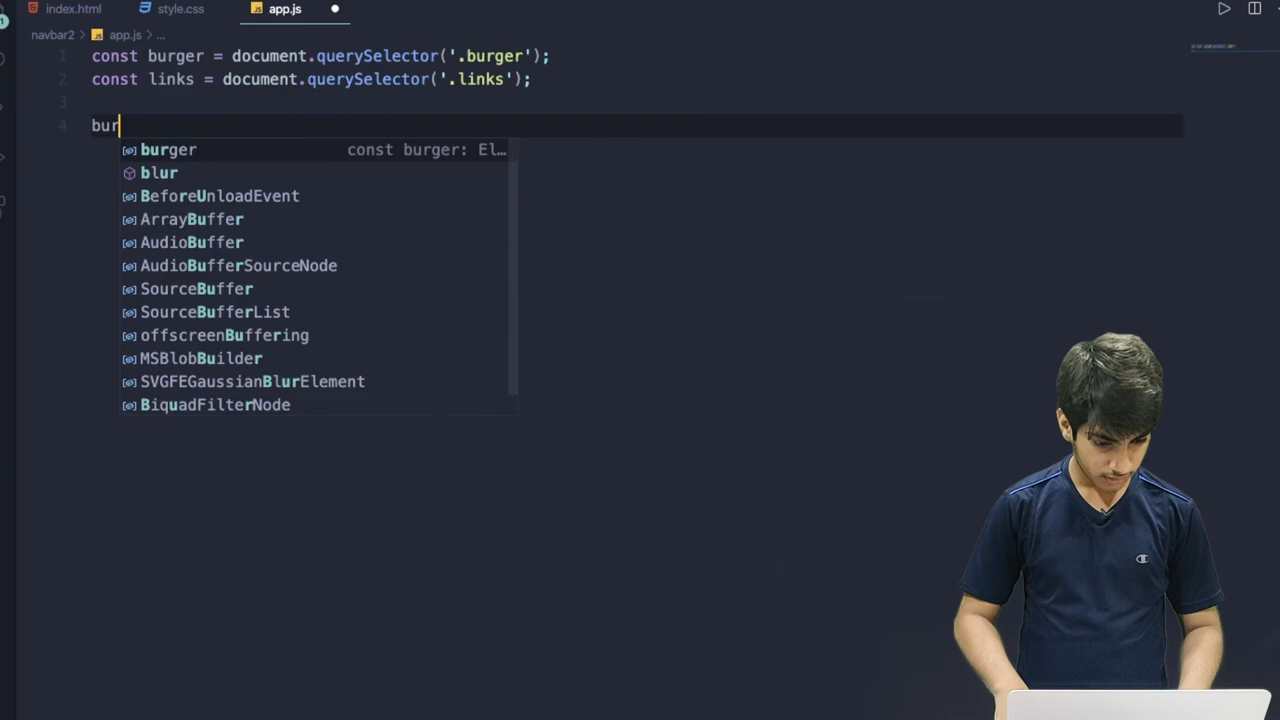 index.html style.css app.js
navbar2 > app.js > ...
1 const burger = document.querySelector('.burger');
2 const links = document.querySelector('.links');
3
4 bur
burger const burger: El…
blur
BeforeUnloadEvent
ArrayBuffer
AudioBuffer
AudioBufferSourceNode
SourceBuffer
SourceBufferList
offscreenBuffering
MSBlobBuilder
SVGFEGaussianBlurElement
BiquadFilterNode
1